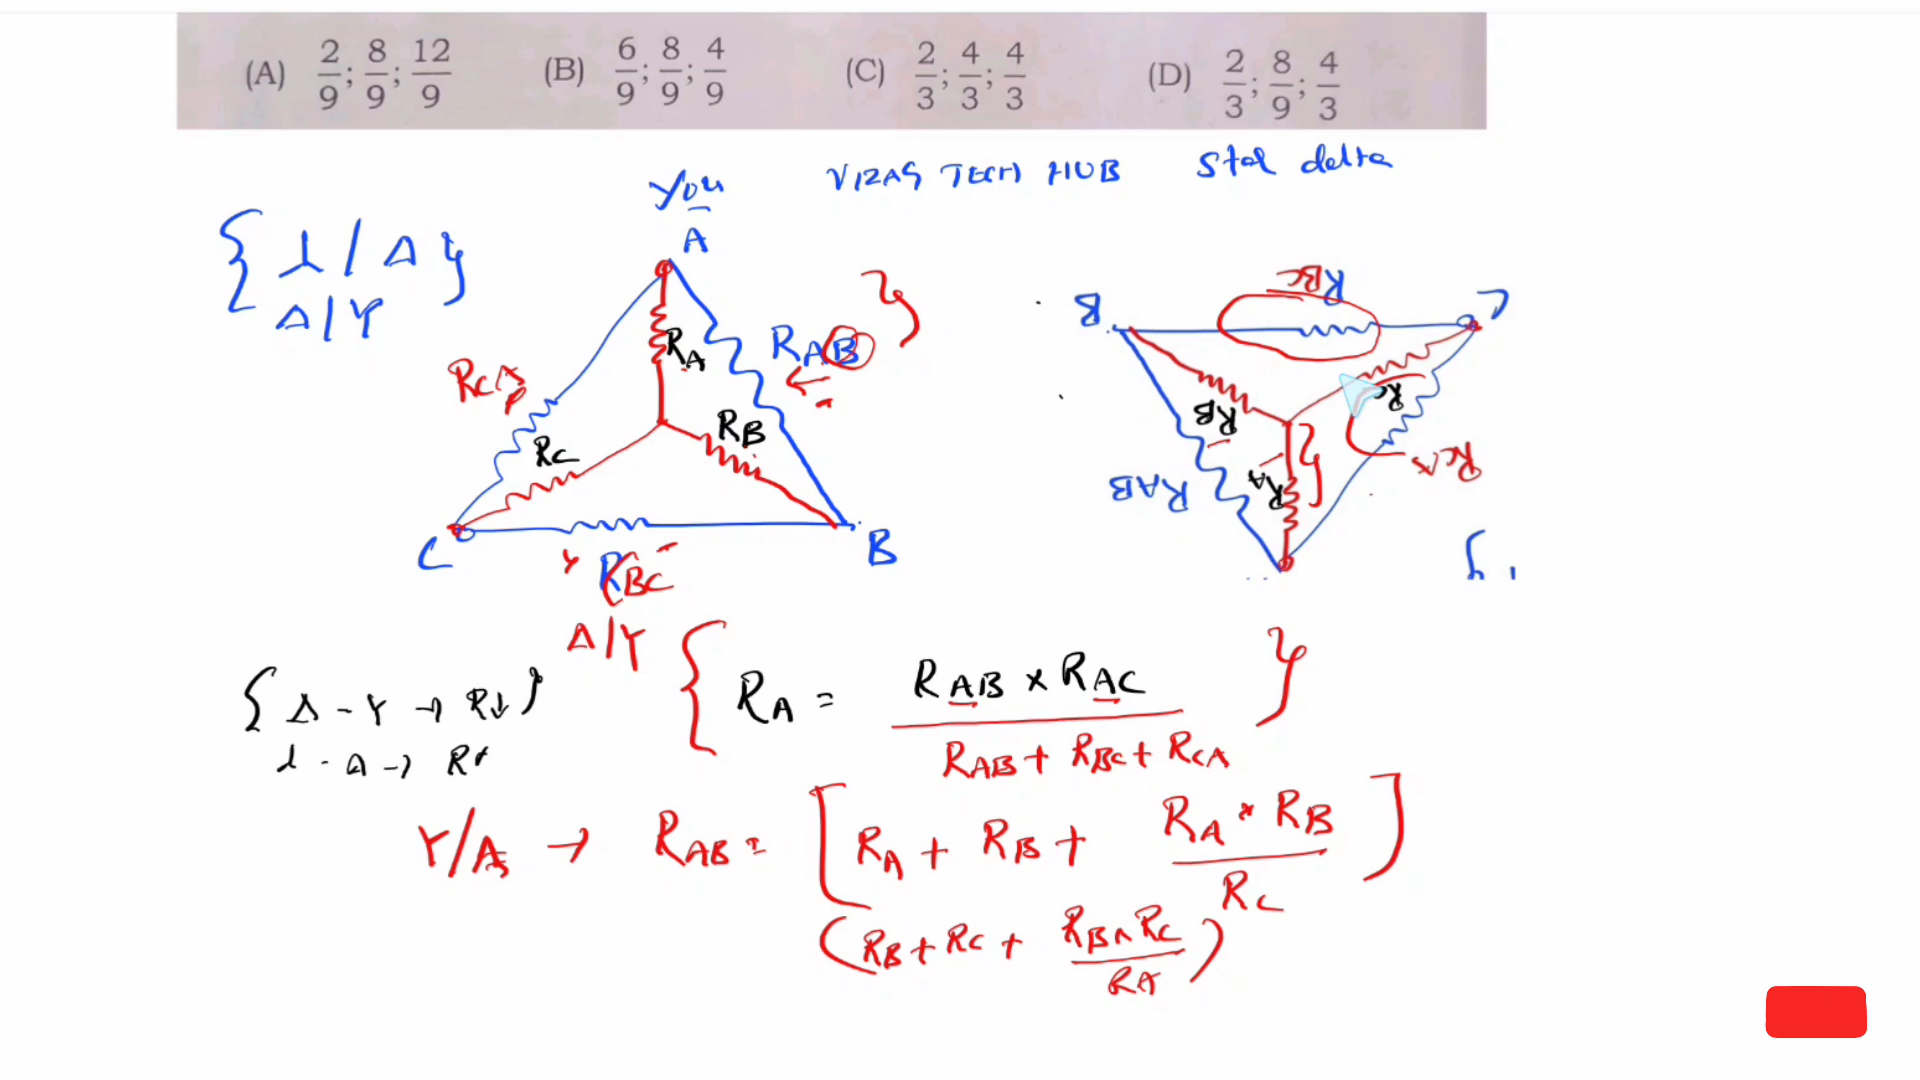 (A) 2/9; 8/9; 12/9 (B) 6/9; 8/9; 4/9 (C) 2/3; 4/3; 4/3 (D) 2/3; 8/9; 4/3
You VIZAG TECH HUB Star delta
{ Y / Δ }
Δ/Y
A
RAB
RA
RCA
RB
RC
C B
RBC
B C
RBC
RB RC
RAB RA RCA
Δ/Y { RA = RAB × RAC / RAB + RBC + RCA }
{ Δ - Y → R↓ }
Y - Δ → R↑
Y/Δ → RAB = [ RA + RB + RA × RB / RC ]
( RB + RC + RB × RC / RA )